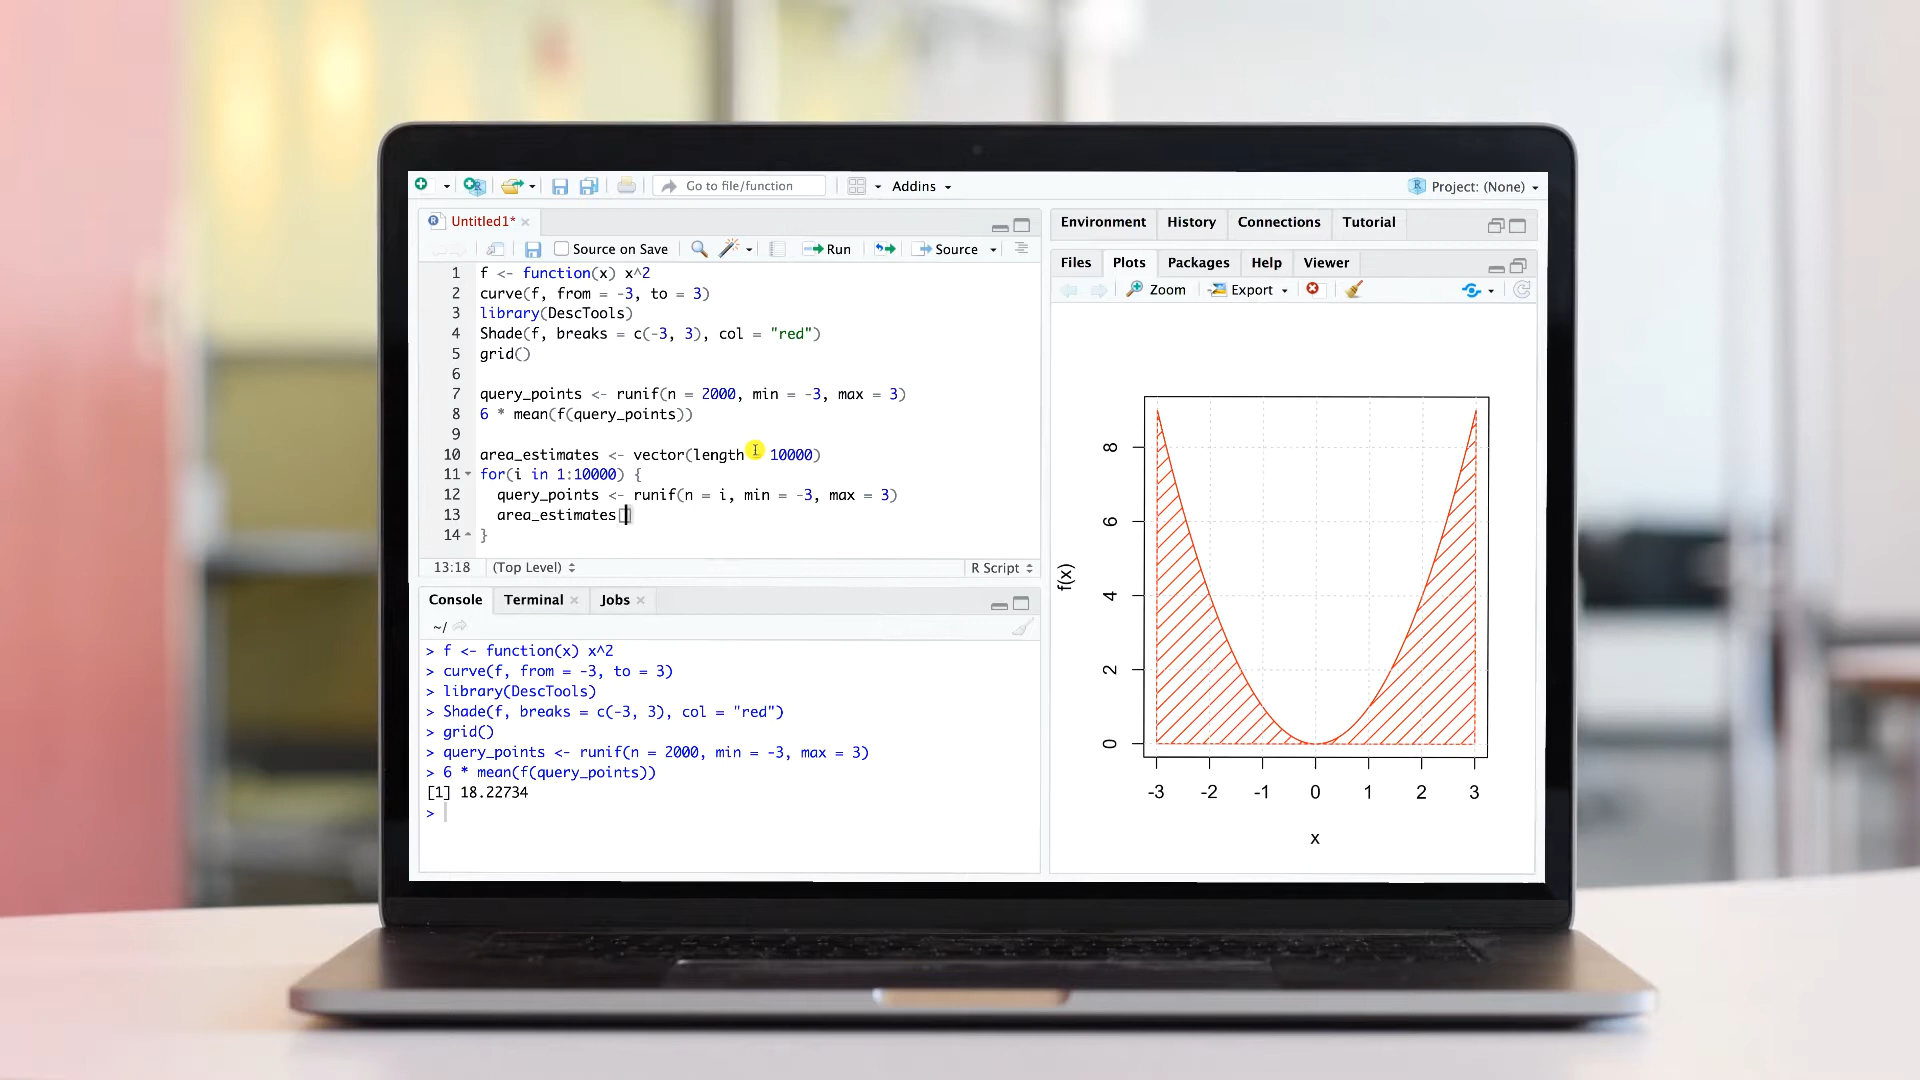 Go to file/function
Addins
Project: (None)
Untitled1*
Source on Save
Run
Source
1 f <- function(x) x^2
2 curve(f, from = -3, to = 3)
3 library(DescTools)
4 Shade(f, breaks = c(-3, 3), col = "red")
5 grid()
6
7 query_points <- runif(n = 2000, min = -3, max = 3)
8 6 * mean(f(query_points))
9
10 area_estimates <- vector(length 10000)
11 for(i in 1:10000) {
12 query_points <- runif(n = i, min = -3, max = 3)
13 area_estimates[]
14 }
13:18 (Top Level) R Script
Console Terminal Jobs
~/
> f <- function(x) x^2
> curve(f, from = -3, to = 3)
> library(DescTools)
> Shade(f, breaks = c(-3, 3), col = "red")
> grid()
> query_points <- runif(n = 2000, min = -3, max = 3)
> 6 * mean(f(query_points))
[1] 18.22734
>
Environment History Connections Tutorial
Files Plots Packages Help Viewer
Zoom Export
f(x)
8
6
4
2
0
-3 -2 -1 0 1 2 3
x